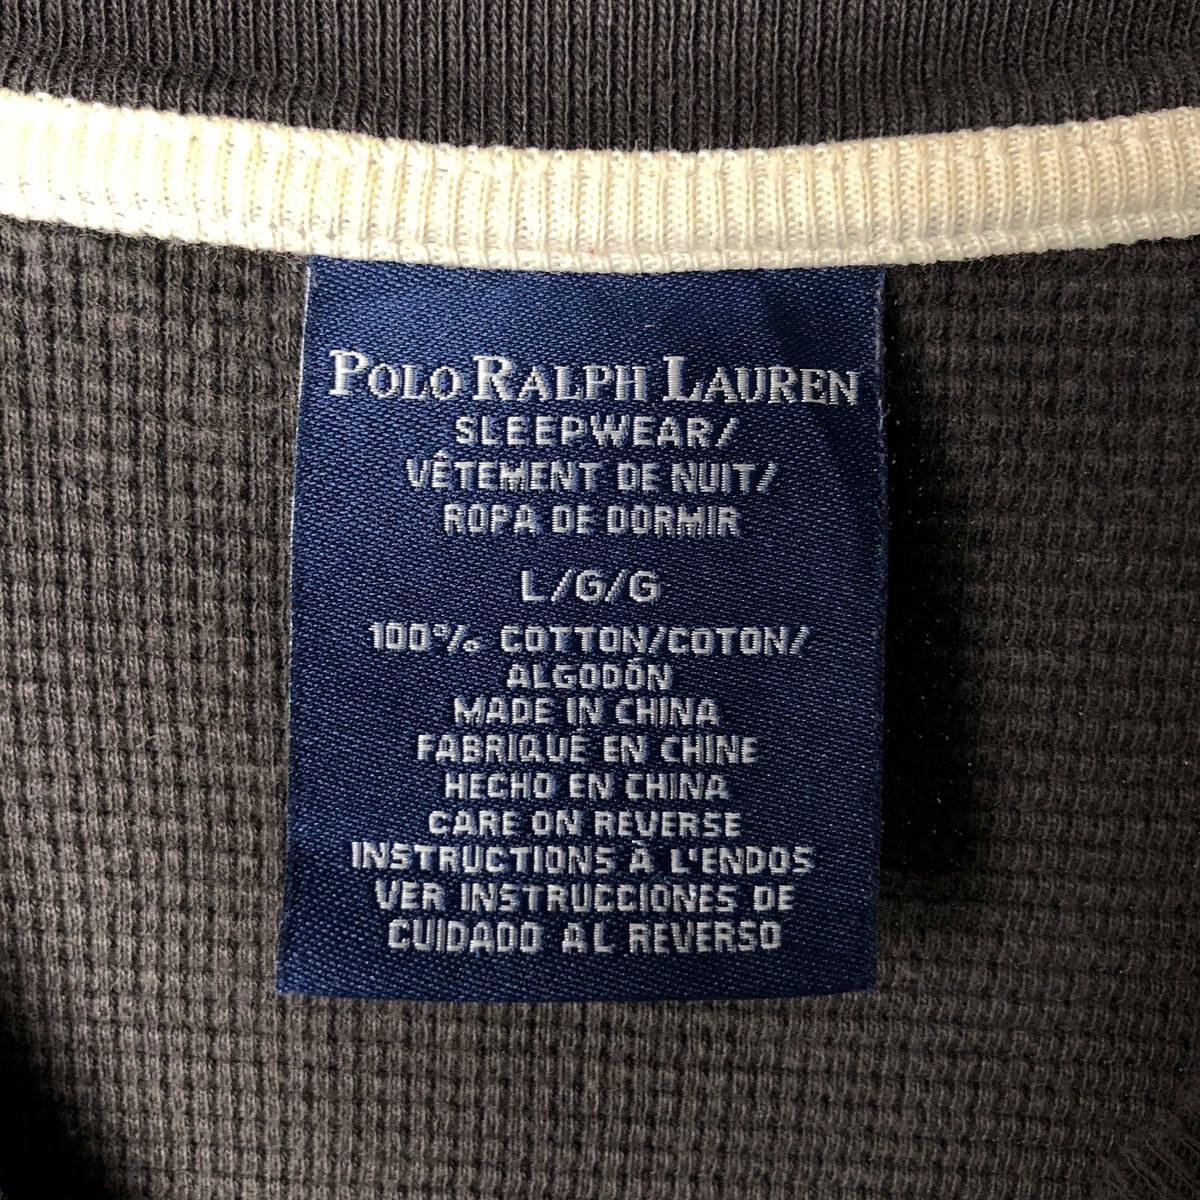 POLO RALPH LAUREN
SLEEPWEAR/
VÊTEMENT DE NUIT/
ROPA DE DORMIR
L/G/G
100% COTTON/COTON/
ALGODÓN
MADE IN CHINA
FABRIQUÉ EN CHINE
HECHO EN CHINA
CARE ON REVERSE
INSTRUCTIONS À L'ENDOS
VER INSTRUCCIONES DE
CUIDADO AL REVERSO